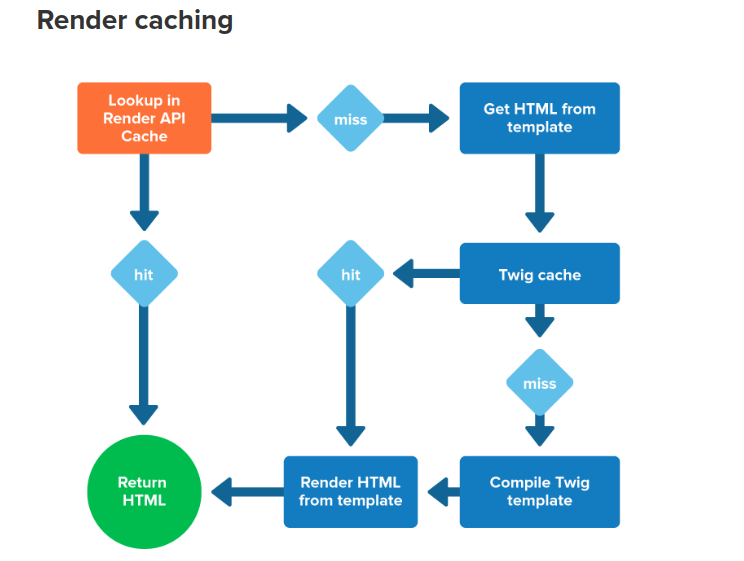 Render caching
Lookup in
Render API
Cache
miss
Get HTML from
template
hit
hit
Twig cache
miss
Return
HTML
Render HTML
from template
Compile Twig
template